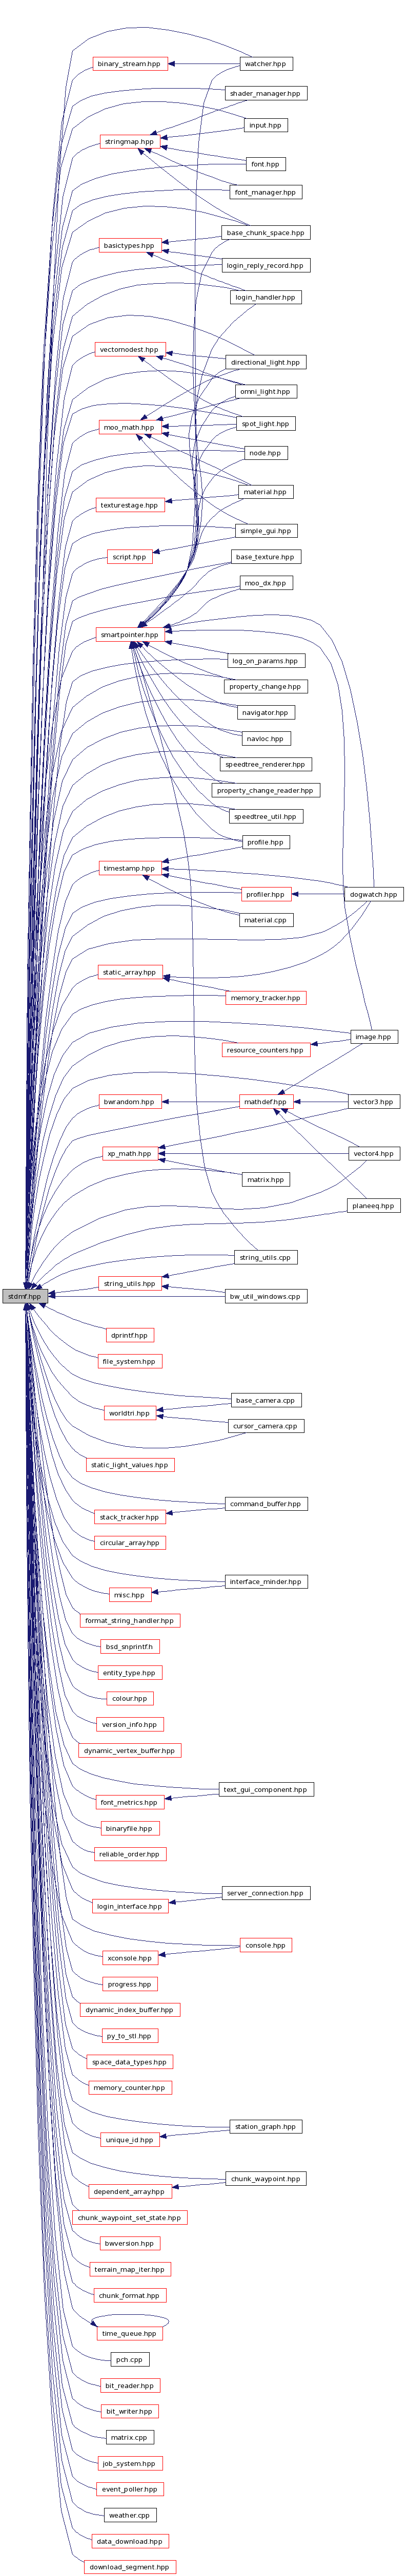 binary_stream.hpp
watcher.hpp
shader_manager.hpp
input.hpp
stringmap.hpp
font.hpp
font_manager.hpp
base_chunk_space.hpp
basictypes.hpp
login_reply_record.hpp
login_handler.hpp
vectornodest.hpp
directional_light.hpp
omni_light.hpp
moo_math.hpp
spot_light.hpp
node.hpp
material.hpp
texturestage.hpp
simple_gui.hpp
script.hpp
base_texture.hpp
moo_dx.hpp
smartpointer.hpp
log_on_params.hpp
property_change.hpp
navigator.hpp
navloc.hpp
speedtree_renderer.hpp
property_change_reader.hpp
speedtree_util.hpp
profile.hpp
timestamp.hpp
profiler.hpp
dogwatch.hpp
material.cpp
static_array.hpp
memory_tracker.hpp
image.hpp
resource_counters.hpp
bwrandom.hpp
mathdef.hpp
vector3.hpp
xp_math.hpp
vector4.hpp
matrix.hpp
planeeq.hpp
string_utils.cpp
string_utils.hpp
stdmf.hpp
bw_util_windows.cpp
dprintf.hpp
file_system.hpp
base_camera.cpp
worldtri.hpp
cursor_camera.cpp
static_light_values.hpp
command_buffer.hpp
stack_tracker.hpp
circular_array.hpp
interface_minder.hpp
misc.hpp
format_string_handler.hpp
bsd_snprintf.h
entity_type.hpp
colour.hpp
version_info.hpp
dynamic_vertex_buffer.hpp
text_gui_component.hpp
font_metrics.hpp
binaryfile.hpp
reliable_order.hpp
server_connection.hpp
login_interface.hpp
console.hpp
xconsole.hpp
progress.hpp
dynamic_index_buffer.hpp
py_to_stl.hpp
space_data_types.hpp
memory_counter.hpp
station_graph.hpp
unique_id.hpp
chunk_waypoint.hpp
dependent_array.hpp
chunk_waypoint_set_state.hpp
bwversion.hpp
terrain_map_iter.hpp
chunk_format.hpp
time_queue.hpp
pch.cpp
bit_reader.hpp
bit_writer.hpp
matrix.cpp
job_system.hpp
event_poller.hpp
weather.cpp
data_download.hpp
download_segment.hpp